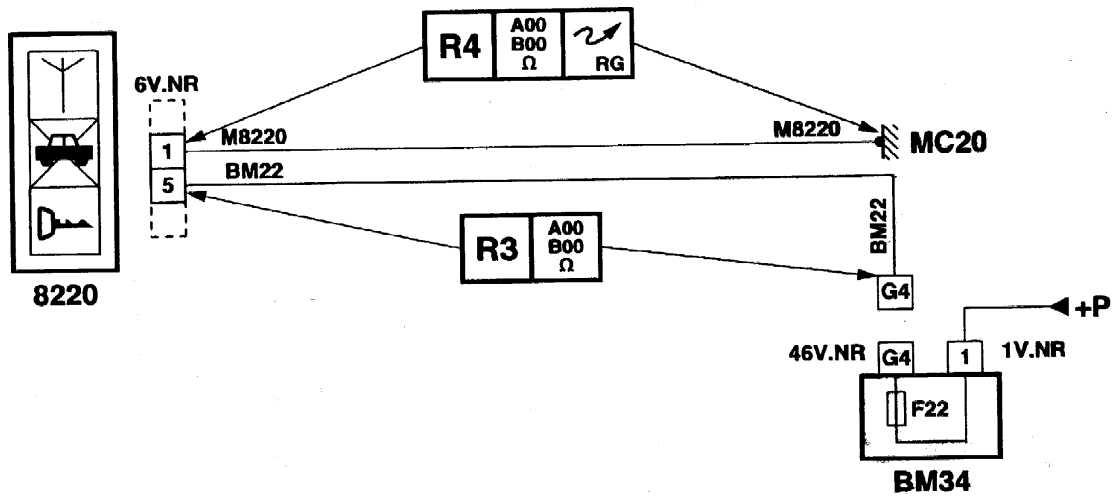 R4
A00
B00
Ω
RG
6V.NR
1
M8220
M8220
MC20
5
BM22
BM22
R3
A00
B00
Ω
8220
G4
+P
46V.NR
G4
1
1V.NR
F22
BM34